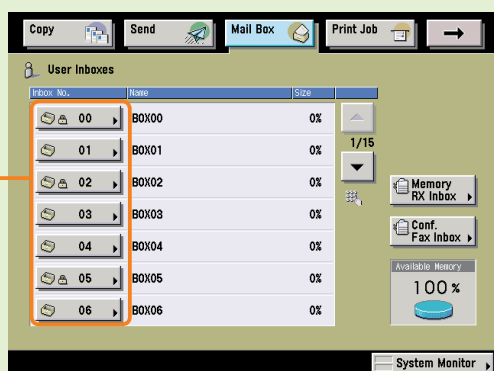 Copy Send Mail Box Print Job
User Inboxes
Inbox No. Name Size
00 BOX00 0%
01 BOX01 0%
1/15
02 BOX02 0%
Memory
RX Inbox
03 BOX03 0%
Conf.
Fax Inbox
04 BOX04 0%
Available Memory
05 BOX05 0%
100 %
06 BOX06 0%
System Monitor